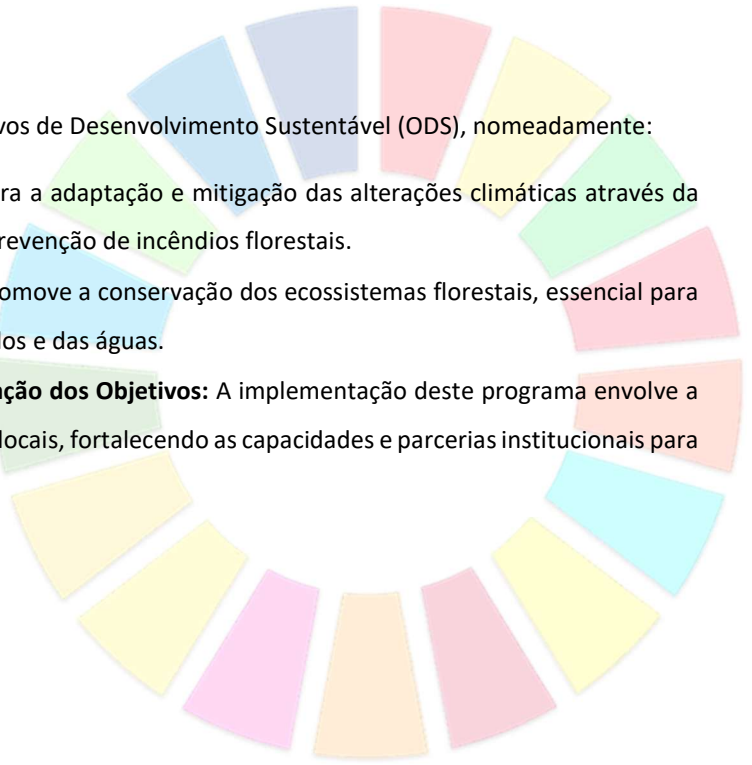 vos de Desenvolvimento Sustentável (ODS), nomeadamente:
ra a adaptação e mitigação das alterações climáticas através da
revenção de incêndios florestais.
omove a conservação dos ecossistemas florestais, essencial para
los e das águas.
ação dos Objetivos: A implementação deste programa envolve a
locais, fortalecendo as capacidades e parcerias institucionais para